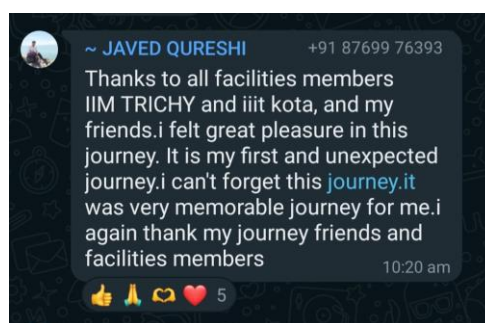 ~ JAVED QURESHI +91 87699 76393
Thanks to all facilities members
IIM TRICHY and iiit kota, and my
friends.i felt great pleasure in this
journey. It is my first and unexpected
journey.i can't forget this journey.it
was very memorable journey for me.i
again thank my journey friends and
facilities members
10:20 am
5